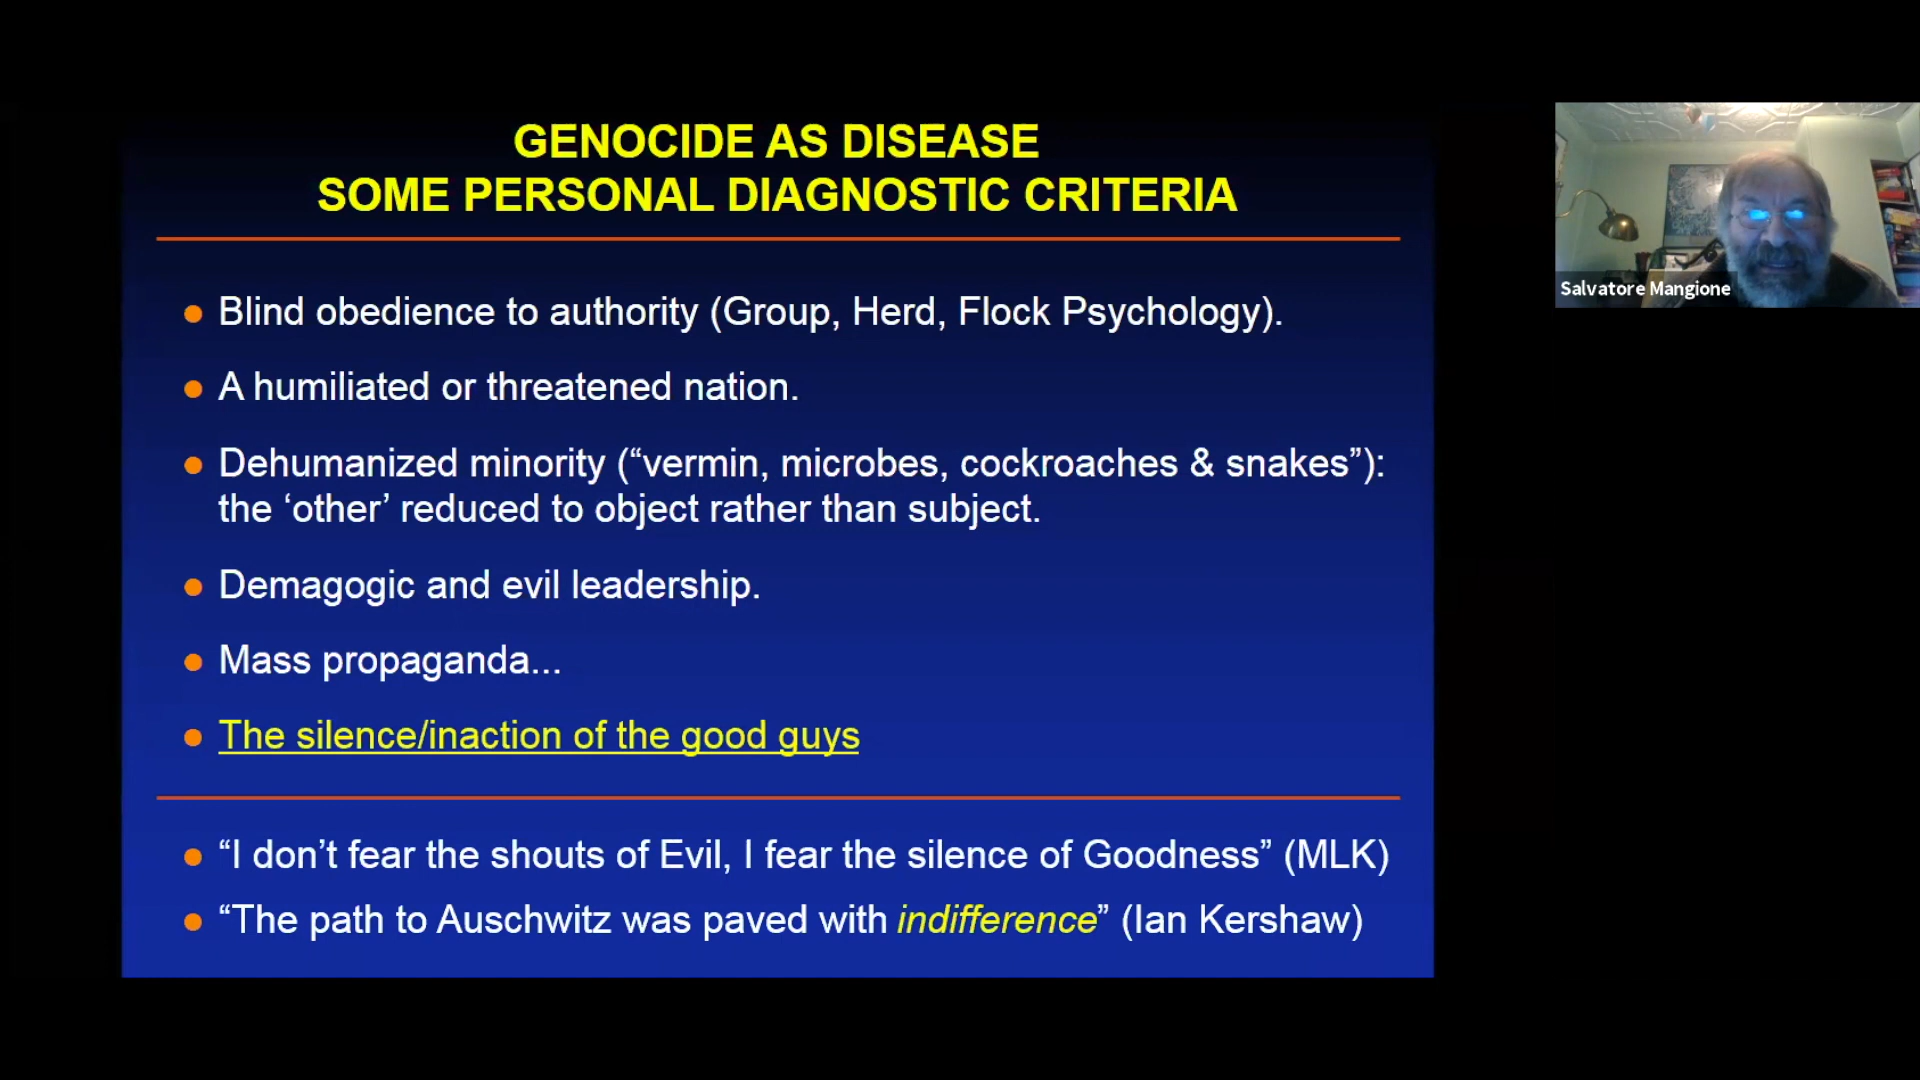 GENOCIDE AS DISEASE
SOME PERSONAL DIAGNOSTIC CRITERIA
Blind obedience to authority (Group, Herd, Flock Psychology).
A humiliated or threatened nation.
Dehumanized minority (“vermin, microbes, cockroaches & snakes”):
the ‘other’ reduced to object rather than subject.
Demagogic and evil leadership.
Mass propaganda...
The silence/inaction of the good guys
“I don’t fear the shouts of Evil, I fear the silence of Goodness” (MLK)
“The path to Auschwitz was paved with indifference” (Ian Kershaw)
Salvatore Mangione